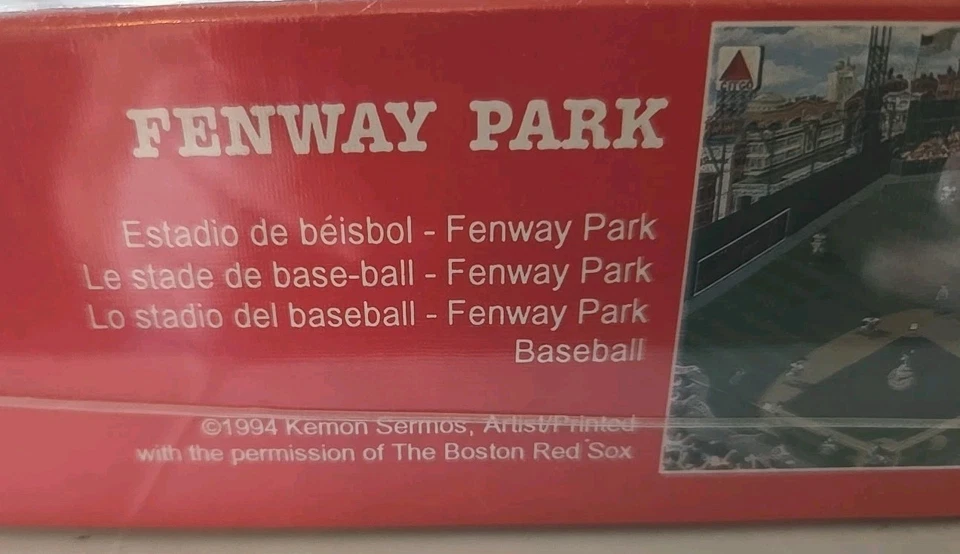 FENWAY PARK
Estadio de béisbol - Fenway Park
Le stade de base-ball - Fenway Park
Lo stadio del baseball - Fenway Park
Baseball
©1994 Kemon Sermos, Artist/Printed
with the permission of The Boston Red Sox
CITGO